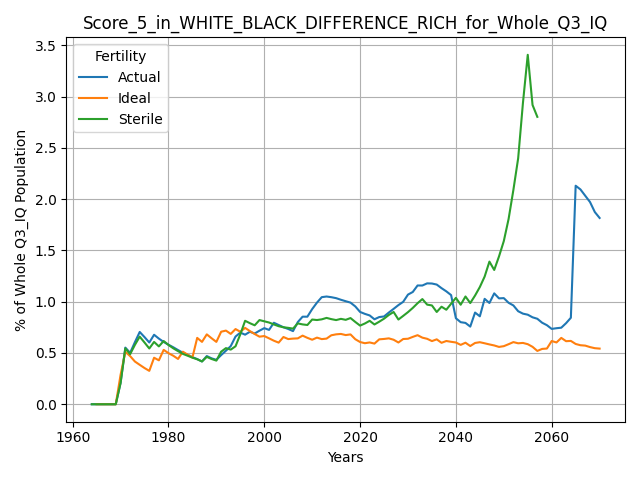 Score_5_in_WHITE_BLACK_DIFFERENCE_RICH_for_Whole_Q3_IQ
Fertility
Actual
Ideal
Sterile
% of Whole Q3_IQ Population
3.5
3.0
2.5
2.0
1.5
1.0
0.5
0.0
1960 1980 2000 2020 2040 2060
Years